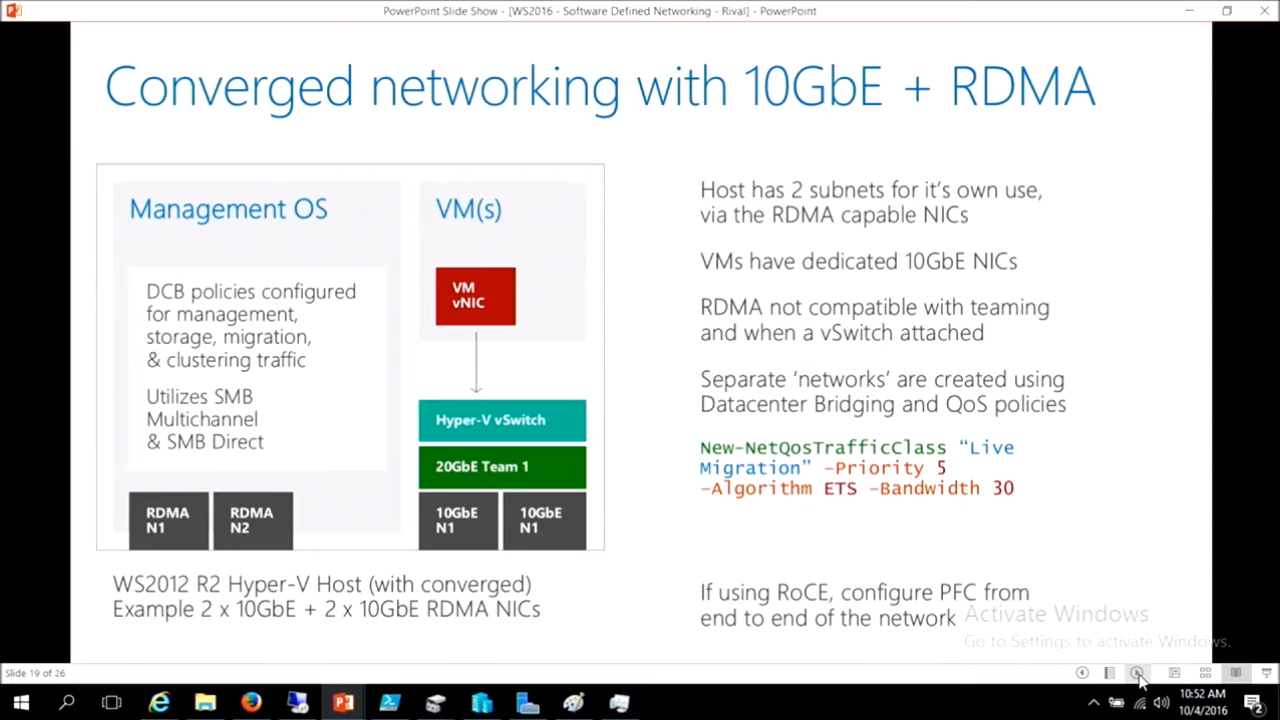 PowerPoint Slide Show - [WS2016 - Software Defined Networking - Rival] - PowerPoint
Converged networking with 10GbE + RDMA
Management OS
DCB policies configured
for management,
storage, migration,
& clustering traffic
Utilizes SMB
Multichannel
& SMB Direct
RDMA
N1
RDMA
N2
VM(s)
VM
vNIC
Hyper-V vSwitch
20GbE Team 1
10GbE
N1
10GbE
N1
WS2012 R2 Hyper-V Host (with converged)
Example 2 x 10GbE + 2 x 10GbE RDMA NICs
Host has 2 subnets for it’s own use,
via the RDMA capable NICs
VMs have dedicated 10GbE NICs
RDMA not compatible with teaming
and when a vSwitch attached
Separate ‘networks’ are created using
Datacenter Bridging and QoS policies
New-NetQosTrafficClass “Live
Migration” –Priority 5
–Algorithm ETS –Bandwidth 30
If using RoCE, configure PFC from
end to end of the network
Activate Windows
Go to Settings to activate Windows.
Slide 19 of 26
10:52 AM
10/4/2016
2